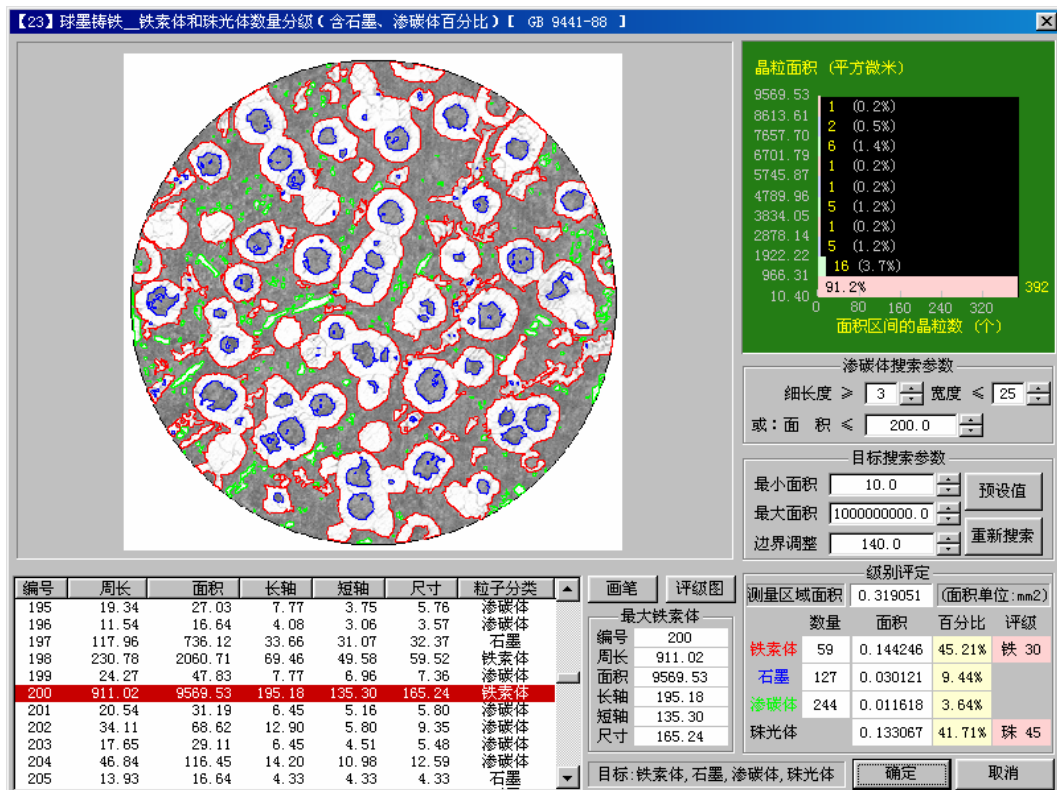 【23】球墨铸铁__铁素体和珠光体数量分级(含石墨、渗碳体百分比)[ GB 9441-88 ]
晶粒面积 (平方微米)
9569.53
8613.61 1 (0.2%)
7657.70 2 (0.5%)
6701.79 6 (1.4%)
5745.87 1 (0.2%)
4789.96 1 (0.2%)
3834.05 5 (1.2%)
2878.14 1 (0.2%)
1922.22 5 (1.2%)
966.31 16 (3.7%)
10.40 91.2% 392
0 80 160 240 320
面积区间的晶粒数 (个)
渗碳体搜索参数
细长度 ≥ 3 宽度 ≤ 25
或:面 积 ≤ 200.0
目标搜索参数
最小面积 10.0 预设值
最大面积 1000000000.0
边界调整 140.0 重新搜索
编号 周长 面积 长轴 短轴 尺寸 粒子分类
195 19.34 27.03 7.77 3.75 5.76 渗碳体
196 11.54 16.64 4.08 3.06 3.57 渗碳体
197 117.96 736.12 33.66 31.07 32.37 石墨
198 230.78 2060.71 69.46 49.58 59.52 铁素体
199 24.27 47.83 7.77 6.96 7.36 渗碳体
200 911.02 9569.53 195.18 135.30 165.24 铁素体
201 20.54 31.19 6.45 5.16 5.80 渗碳体
202 34.11 68.62 12.90 5.80 9.35 渗碳体
203 17.65 29.11 6.45 4.51 5.48 渗碳体
204 46.84 116.45 14.20 10.98 12.59 渗碳体
205 13.93 16.64 4.33 4.33 4.33 石墨
画笔 评级图
最大铁素体
编号 200
周长 911.02
面积 9569.53
长轴 195.18
短轴 135.30
尺寸 165.24
级别评定
测量区域面积 0.319051 (面积单位:mm2)
数量 面积 百分比 评级
铁素体 59 0.144246 45.21% 铁 30
石墨 127 0.030121 9.44%
渗碳体 244 0.011618 3.64%
珠光体 0.133067 41.71% 珠 45
目标:铁素体,石墨,渗碳体,珠光体 确定 取消